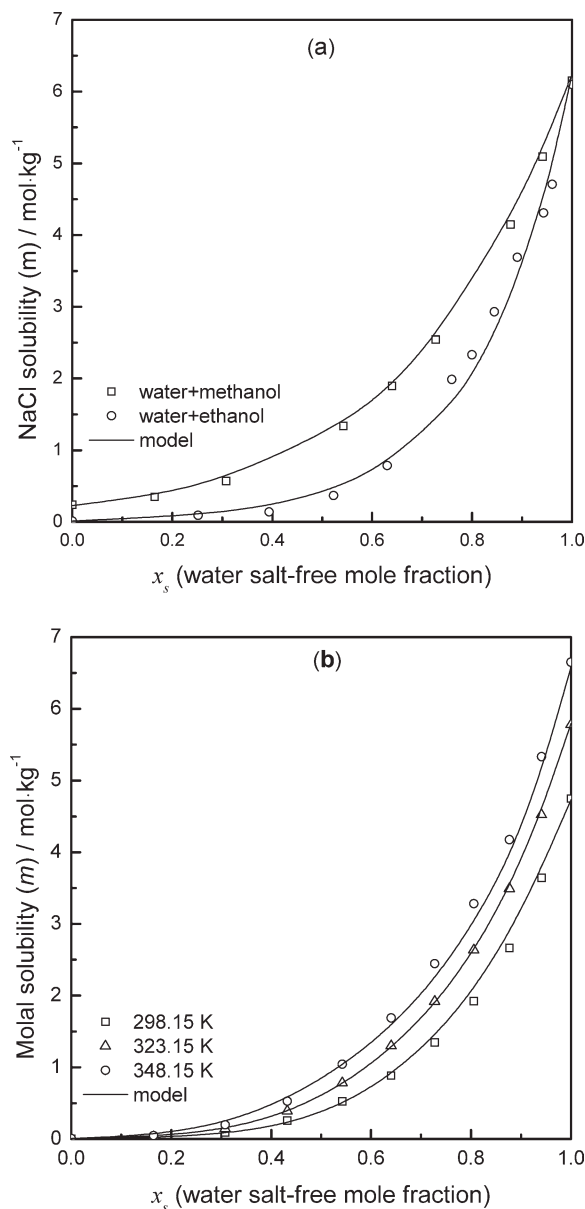 (a)
7
6
5
4
3
2
1
0
NaCl solubility (m) / mol·kg⁻¹
water+methanol
water+ethanol
model
0.0 0.2 0.4 0.6 0.8 1.0
xₛ (water salt-free mole fraction)
(b)
7
6
5
4
3
2
1
0
Molal solubility (m) / mol·kg⁻¹
298.15 K
323.15 K
348.15 K
model
0.0 0.2 0.4 0.6 0.8 1.0
xₛ (water salt-free mole fraction)